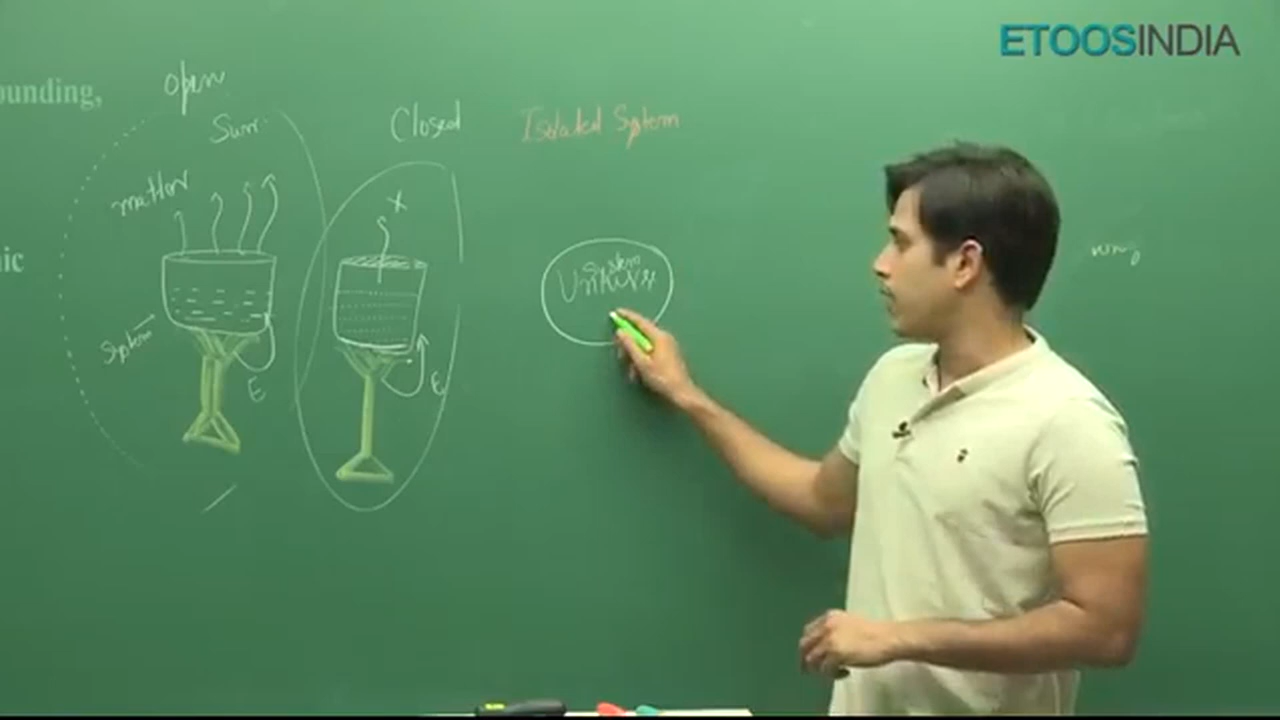 ETOOSINDIA
ounding,
open
Surr.
Closed
Isolated System
matter
ic
System
Universe
System
E
E
x